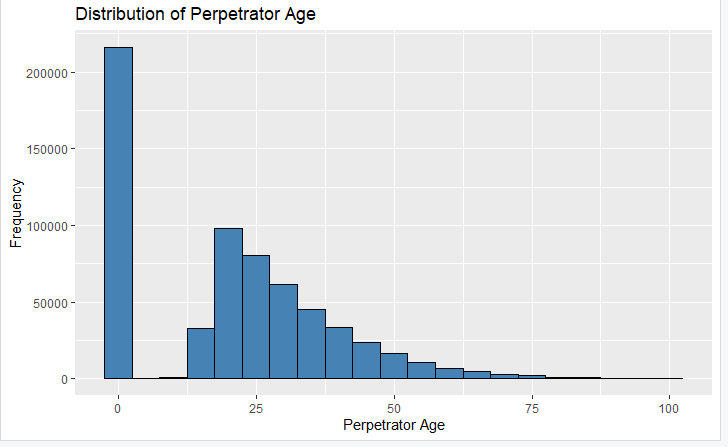 Distribution of Perpetrator Age
200000
150000
100000
50000
0
Frequency
0 25 50 75 100
Perpetrator Age